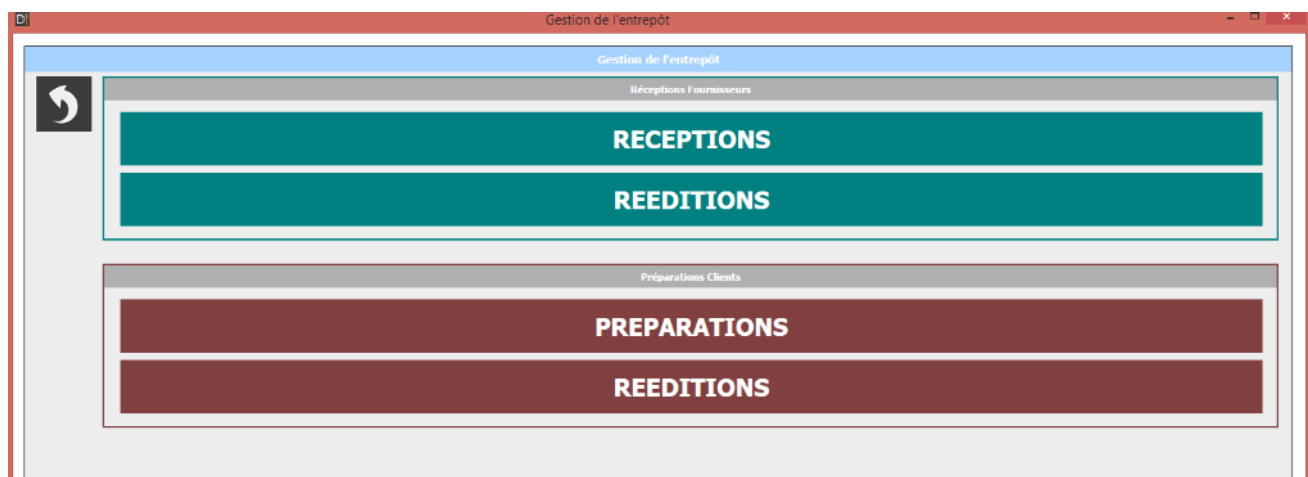 Gestion de l'entrepôt
Gestion de l'entrepôt
Réceptions Fournisseurs
RECEPTIONS
REEDITIONS
Préparations Clients
PREPARATIONS
REEDITIONS